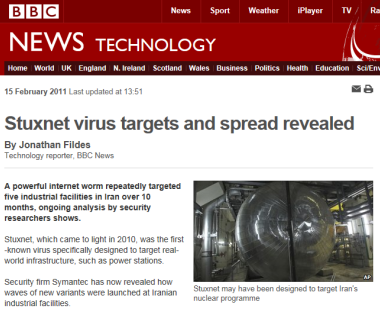 BBC News Sport Weather iPlayer TV Ra
NEWS TECHNOLOGY
Home World UK England N. Ireland Scotland Wales Business Politics Health Education Sci/Env
15 February 2011 Last updated at 13:51
Stuxnet virus targets and spread revealed
By Jonathan Fildes
Technology reporter, BBC News
A powerful internet worm repeatedly targeted
five industrial facilities in Iran over 10
months, ongoing analysis by security
researchers shows.
Stuxnet, which came to light in 2010, was the first
-known virus specifically designed to target real-
world infrastructure, such as power stations.
Security firm Symantec has now revealed how
waves of new variants were launched at Iranian
industrial facilities.
AP
Stuxnet may have been designed to target Iran's
nuclear programme